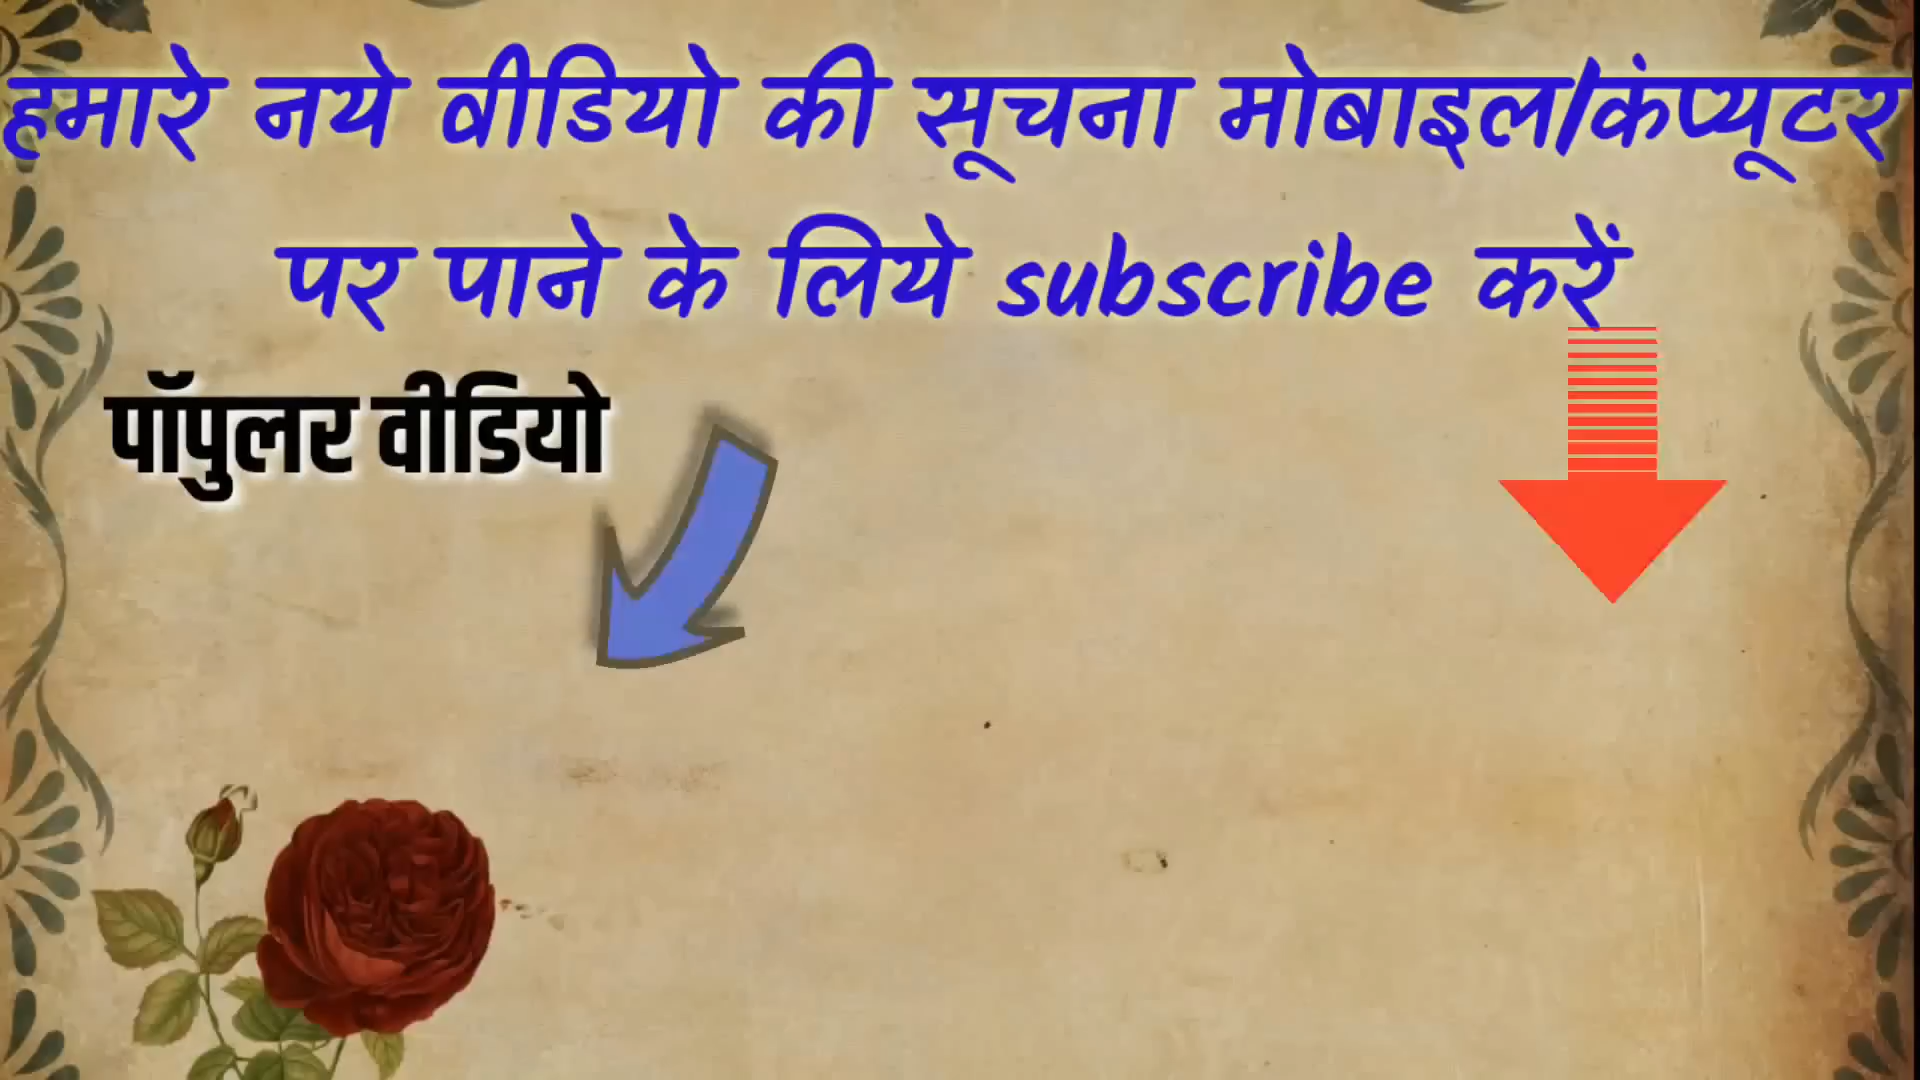 हमारे नये वीडियो की सूचना मोबाइल/कंप्यूटर
पर पाने के लिये subscribe करें
पॉपुलर वीडियो